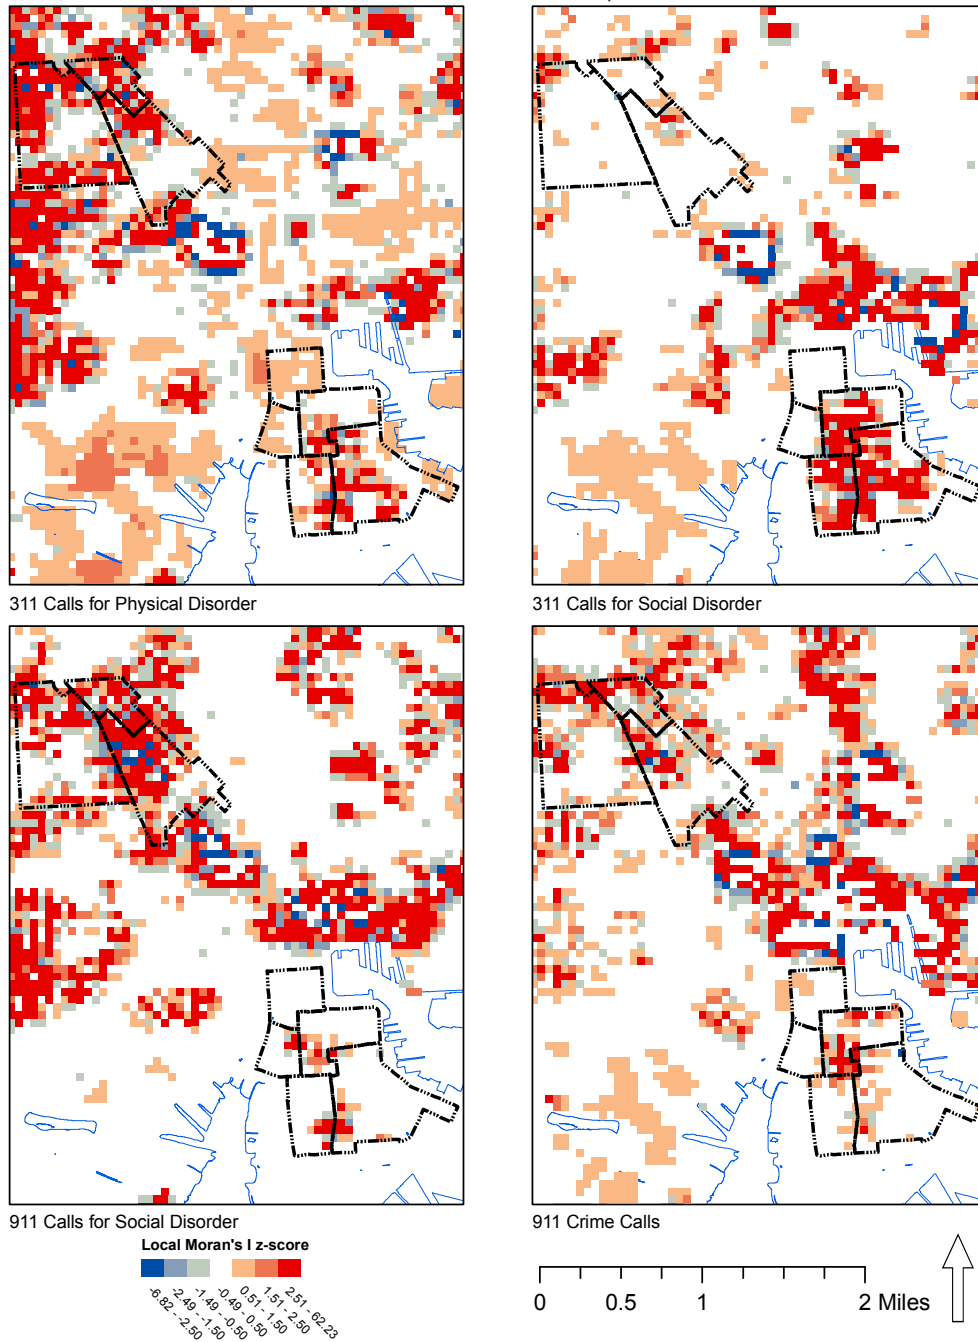 311 Calls for Physical Disorder
311 Calls for Social Disorder
911 Calls for Social Disorder
911 Crime Calls
Local Moran's I z-score
-6.82 - -2.50
-2.49 - -1.50
-1.49 - -0.50
-0.49 - 0.50
0.51 - 1.50
1.51 - 2.50
2.51 - 62.23
0 0.5 1 2 Miles